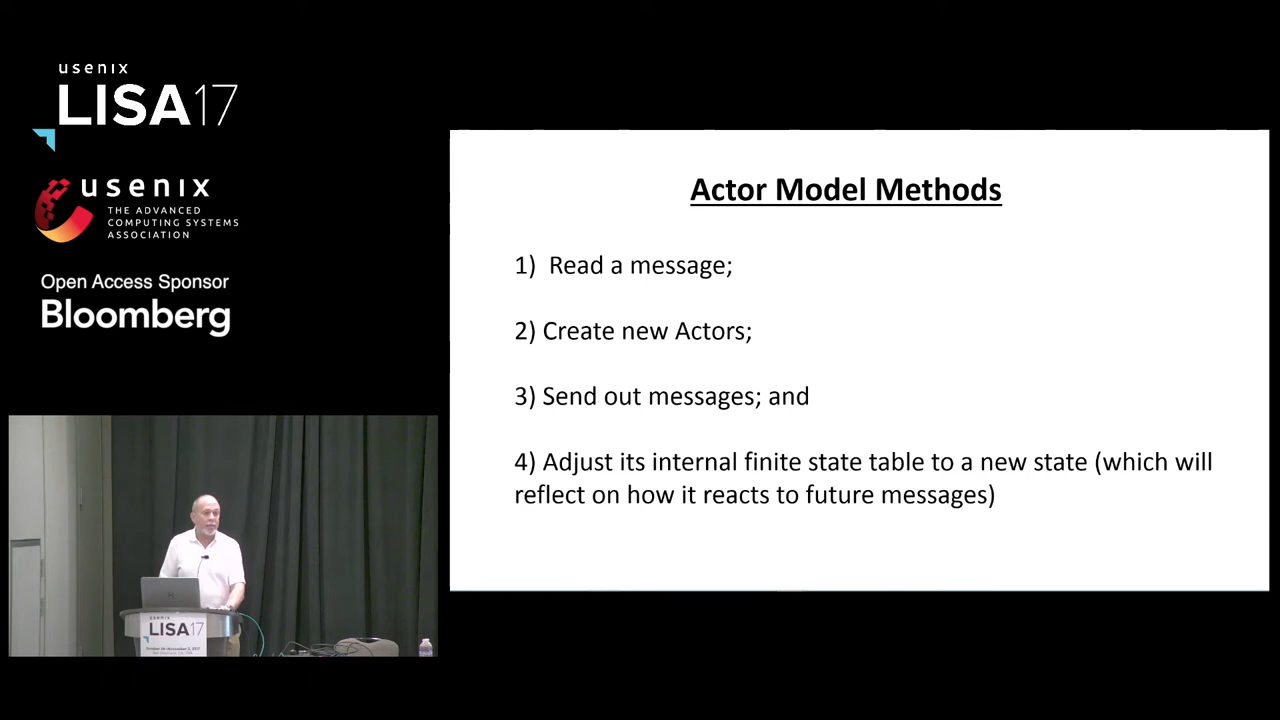 usenix
LISA17
usenix
THE ADVANCED
COMPUTING SYSTEMS
ASSOCIATION
Open Access Sponsor
Bloomberg
Actor Model Methods
1) Read a message;
2) Create new Actors;
3) Send out messages; and
4) Adjust its internal finite state table to a new state (which will
reflect on how it reacts to future messages)
usenix
LISA17